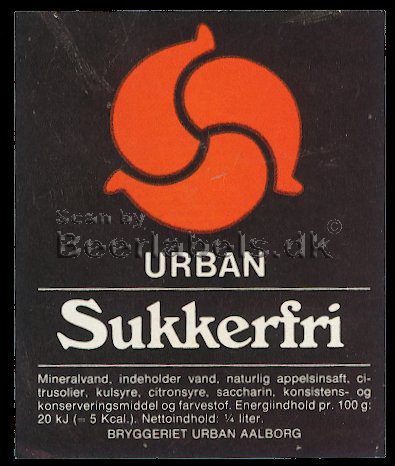 Scan by
Beerlabels.dk ©
URBAN
Sukkerfri
Mineralvand, indeholder vand, naturlig appelsinsaft, ci-
trusolier, kulsyre, citronsyre, saccharin, konsistens- og
konserveringsmiddel og farvestof. Energiindhold pr. 100 g:
20 kJ (= 5 Kcal.). Nettoindhold: ¼ liter.
BRYGGERIET URBAN AALBORG